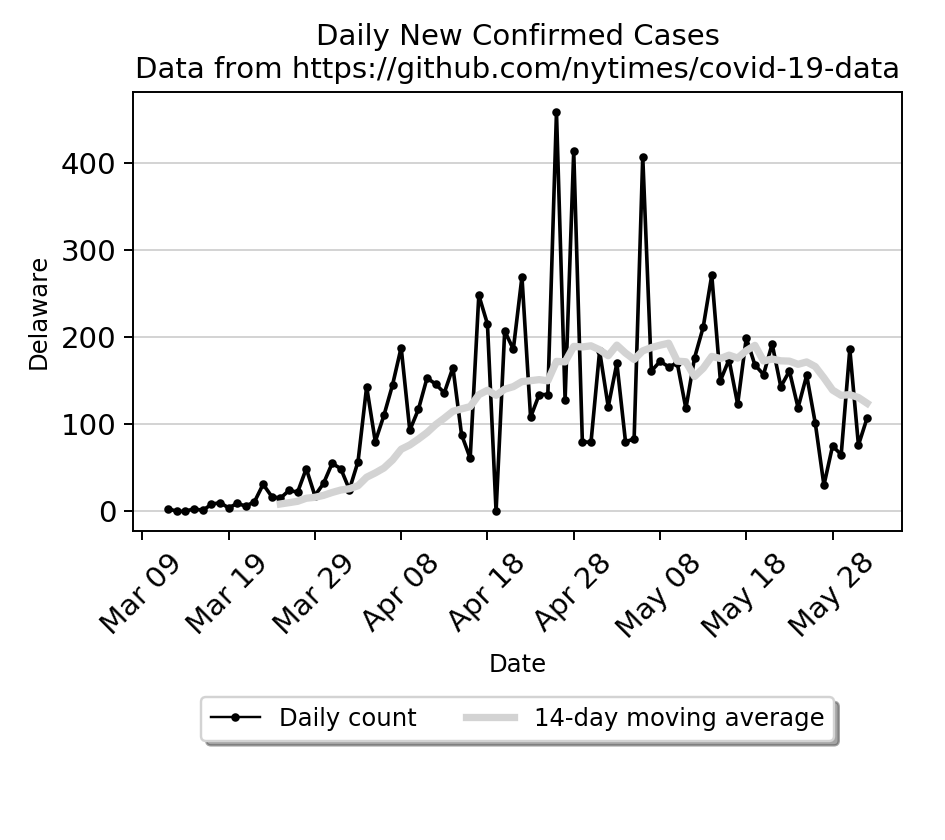 Daily New Confirmed Cases
Data from https://github.com/nytimes/covid-19-data
400
300
200
100
0
Delaware
Mar 09
Mar 19
Mar 29
Apr 08
Apr 18
Apr 28
May 08
May 18
May 28
Date
Daily count
14-day moving average